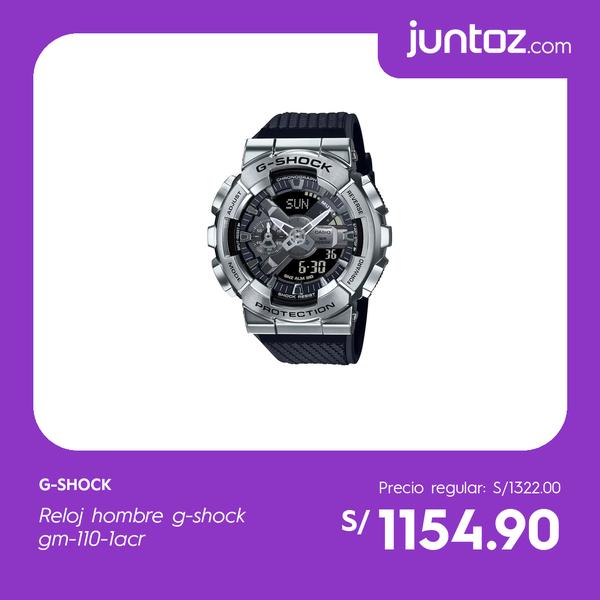 juntoz.com
G-SHOCK
CHRONOGRAPH
ADJUST
REVERSE
SUN
CASIO
36
6:30
MODE
FORWARD
SHOCK RESIST
PROTECTION
G-SHOCK
Reloj hombre g-shock
gm-110-1acr
Precio regular: S/1322.00
S/ 1154.90